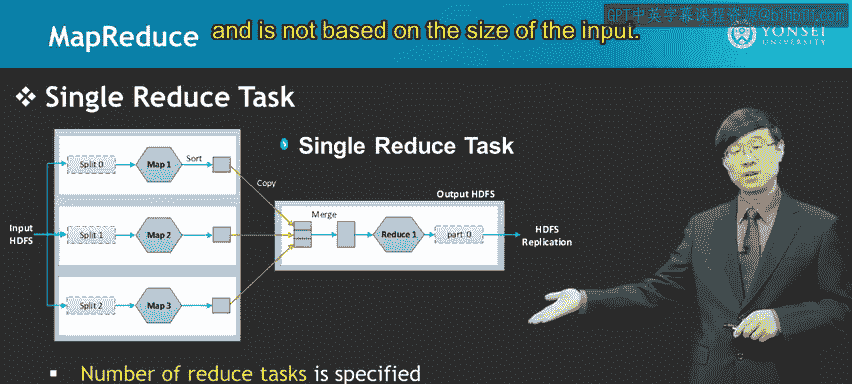 GPT中英字幕课程资源@bilibili.com
and is not based on the size of the input.
MapReduce
YONSEI
UNIVERSITY
❖ Single Reduce Task
Single Reduce Task
Split 0
Map 1
Sort
Copy
Output HDFS
Merge
Input
HDFS
Split 1
Map 2
Reduce 1
part 0
HDFS
Replication
Split 2
Map 3
Number of reduce tasks is specified